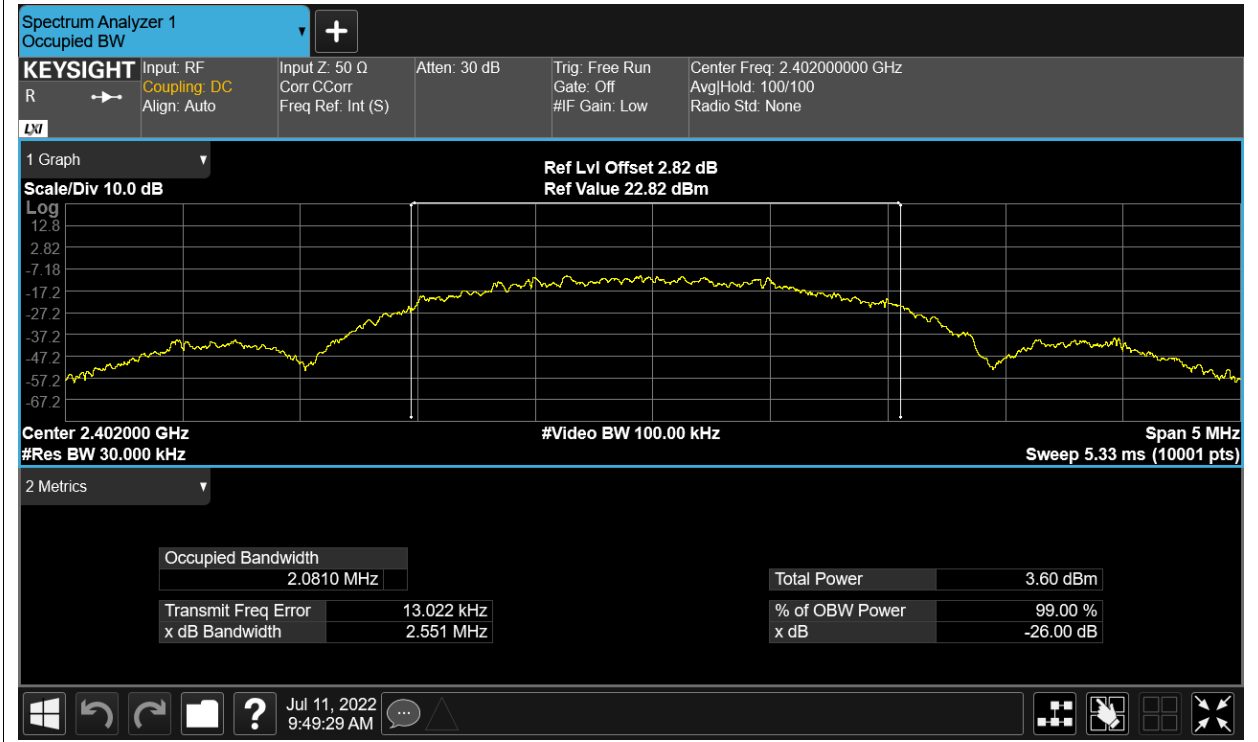 Spectrum Analyzer 1
Occupied BW
KEYSIGHT
R
LXI
Input: RF
Coupling: DC
Align: Auto
Input Z: 50 Ω
Corr CCorr
Freq Ref: Int (S)
Atten: 30 dB
Trig: Free Run
Gate: Off
#IF Gain: Low
Center Freq: 2.402000000 GHz
Avg|Hold: 100/100
Radio Std: None
1 Graph
Scale/Div 10.0 dB
Ref Lvl Offset 2.82 dB
Ref Value 22.82 dBm
Log
12.8
2.82
-7.18
-17.2
-27.2
-37.2
-47.2
-57.2
-67.2
Center 2.402000 GHz
#Res BW 30.000 kHz
#Video BW 100.00 kHz
Span 5 MHz
Sweep 5.33 ms (10001 pts)
2 Metrics
Occupied Bandwidth
2.0810 MHz
Transmit Freq Error 13.022 kHz
x dB Bandwidth 2.551 MHz
Total Power 3.60 dBm
% of OBW Power 99.00 %
x dB -26.00 dB
?
Jul 11, 2022
9:49:29 AM